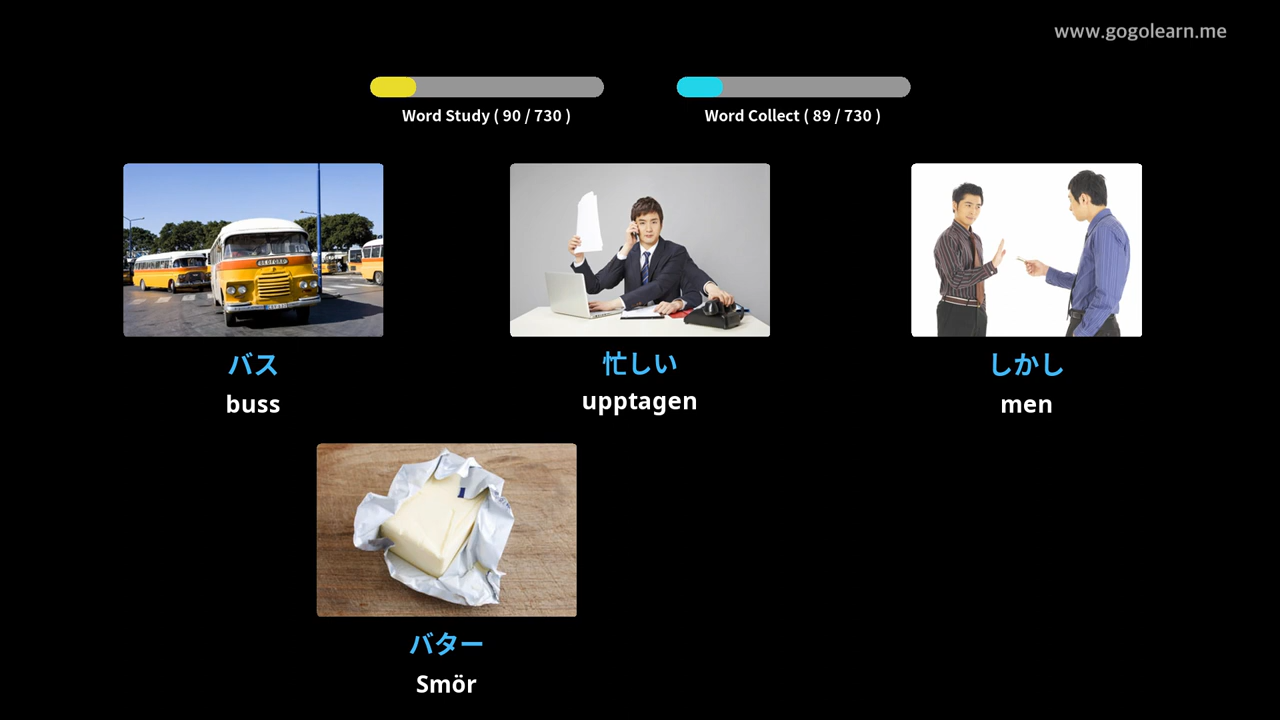 www.gogolearn.me
Word Study ( 90 / 730 )
Word Collect ( 89 / 730 )
BEDFORD
バス
忙しい
しかし
buss
upptagen
men
バター
Smör